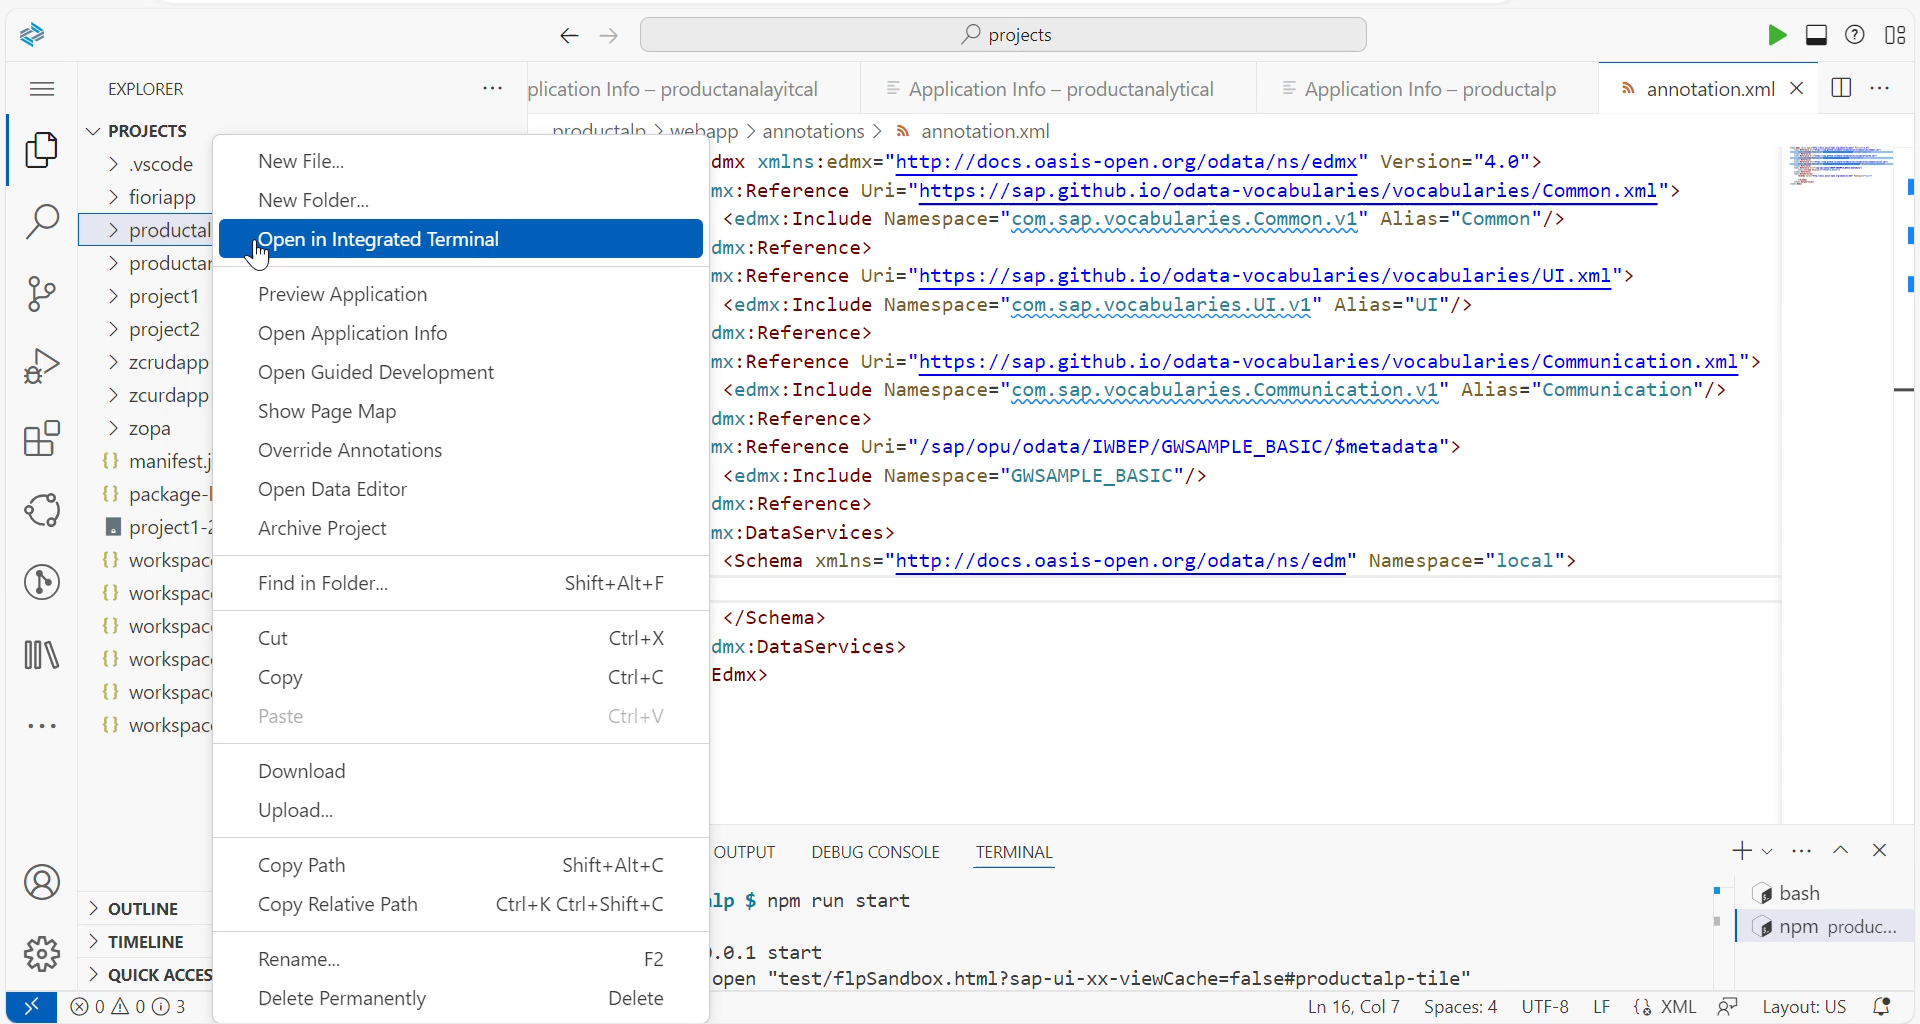 projects
EXPLORER
plication Info – productanalayitcal
Application Info – productanalytical
Application Info – productalp
annotation.xml
PROJECTS
.vscode
fioriapp
productal
productar
project1
project2
zcrudapp
zcurdapp
zopa
manifest.j
package-l
project1-2
workspac
workspac
workspac
workspac
workspac
workspac
OUTLINE
TIMELINE
QUICK ACCES
New File...
New Folder...
Open in Integrated Terminal
Preview Application
Open Application Info
Open Guided Development
Show Page Map
Override Annotations
Open Data Editor
Archive Project
Find in Folder... Shift+Alt+F
Cut Ctrl+X
Copy Ctrl+C
Paste Ctrl+V
Download
Upload...
Copy Path Shift+Alt+C
Copy Relative Path Ctrl+K Ctrl+Shift+C
Rename... F2
Delete Permanently Delete
productalp > webapp > annotations > annotation.xml
dmx xmlns:edmx="http://docs.oasis-open.org/odata/ns/edmx" Version="4.0">
mx:Reference Uri="https://sap.github.io/odata-vocabularies/vocabularies/Common.xml">
<edmx:Include Namespace="com.sap.vocabularies.Common.v1" Alias="Common"/>
dmx:Reference>
mx:Reference Uri="https://sap.github.io/odata-vocabularies/vocabularies/UI.xml">
<edmx:Include Namespace="com.sap.vocabularies.UI.v1" Alias="UI"/>
dmx:Reference>
mx:Reference Uri="https://sap.github.io/odata-vocabularies/vocabularies/Communication.xml">
<edmx:Include Namespace="com.sap.vocabularies.Communication.v1" Alias="Communication"/>
dmx:Reference>
mx:Reference Uri="/sap/opu/odata/IWBEP/GWSAMPLE_BASIC/$metadata">
<edmx:Include Namespace="GWSAMPLE_BASIC"/>
dmx:Reference>
mx:DataServices>
<Schema xmlns="http://docs.oasis-open.org/odata/ns/edm" Namespace="local">
</Schema>
dmx:DataServices>
Edmx>
OUTPUT DEBUG CONSOLE TERMINAL
lp $ npm run start
.0.1 start
open "test/flpSandbox.html?sap-ui-xx-viewCache=false#productalp-tile"
bash
npm produc...
0 0 3
Ln 16, Col 7 Spaces: 4 UTF-8 LF {} XML Layout: US